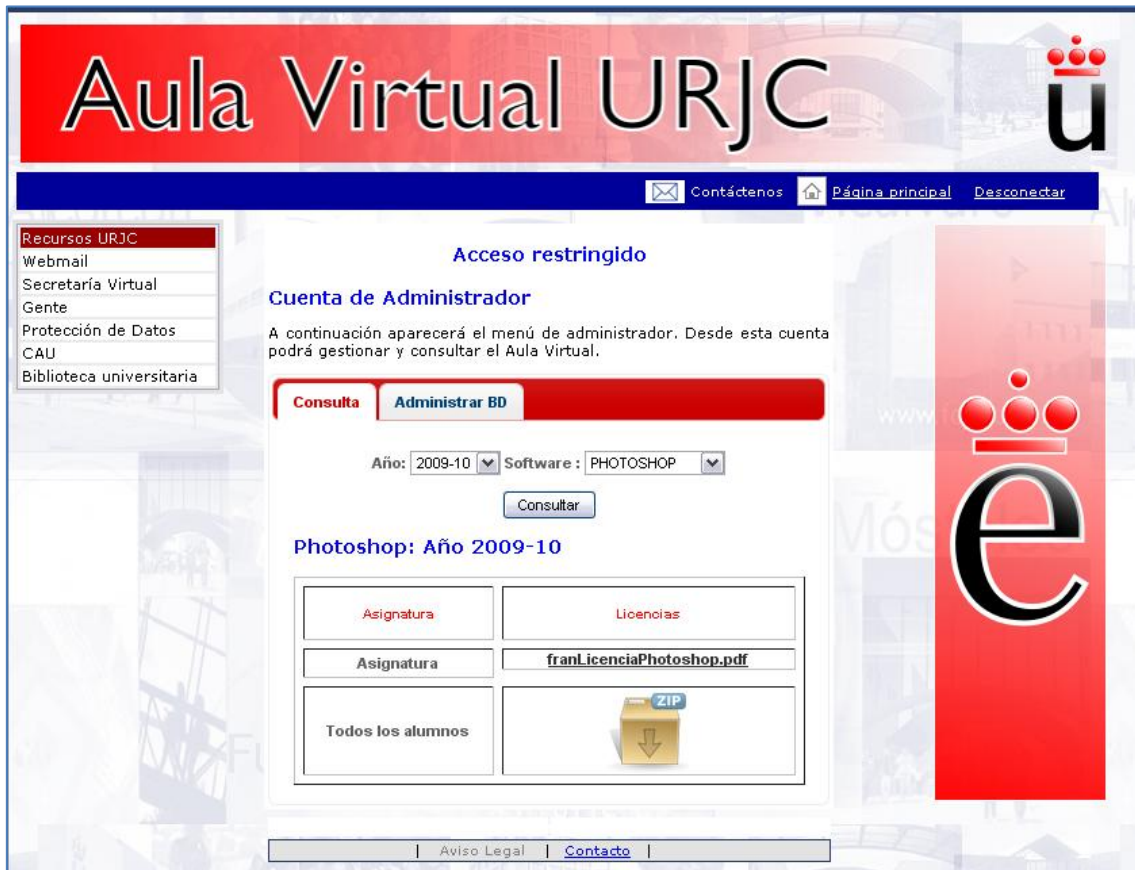 Aula Virtual URJC
u
Contáctenos Página principal Desconectar
Recursos URJC
Webmail
Secretaría Virtual
Gente
Protección de Datos
CAU
Biblioteca universitaria
Acceso restringido
Cuenta de Administrador
A continuación aparecerá el menú de administrador. Desde esta cuenta
podrá gestionar y consultar el Aula Virtual.
Consulta Administrar BD
Año: 2009-10 Software : PHOTOSHOP
Consultar
Photoshop: Año 2009-10
Asignatura Licencias
Asignatura franLicenciaPhotoshop.pdf
Todos los alumnos ZIP
e
| Aviso Legal | Contacto |